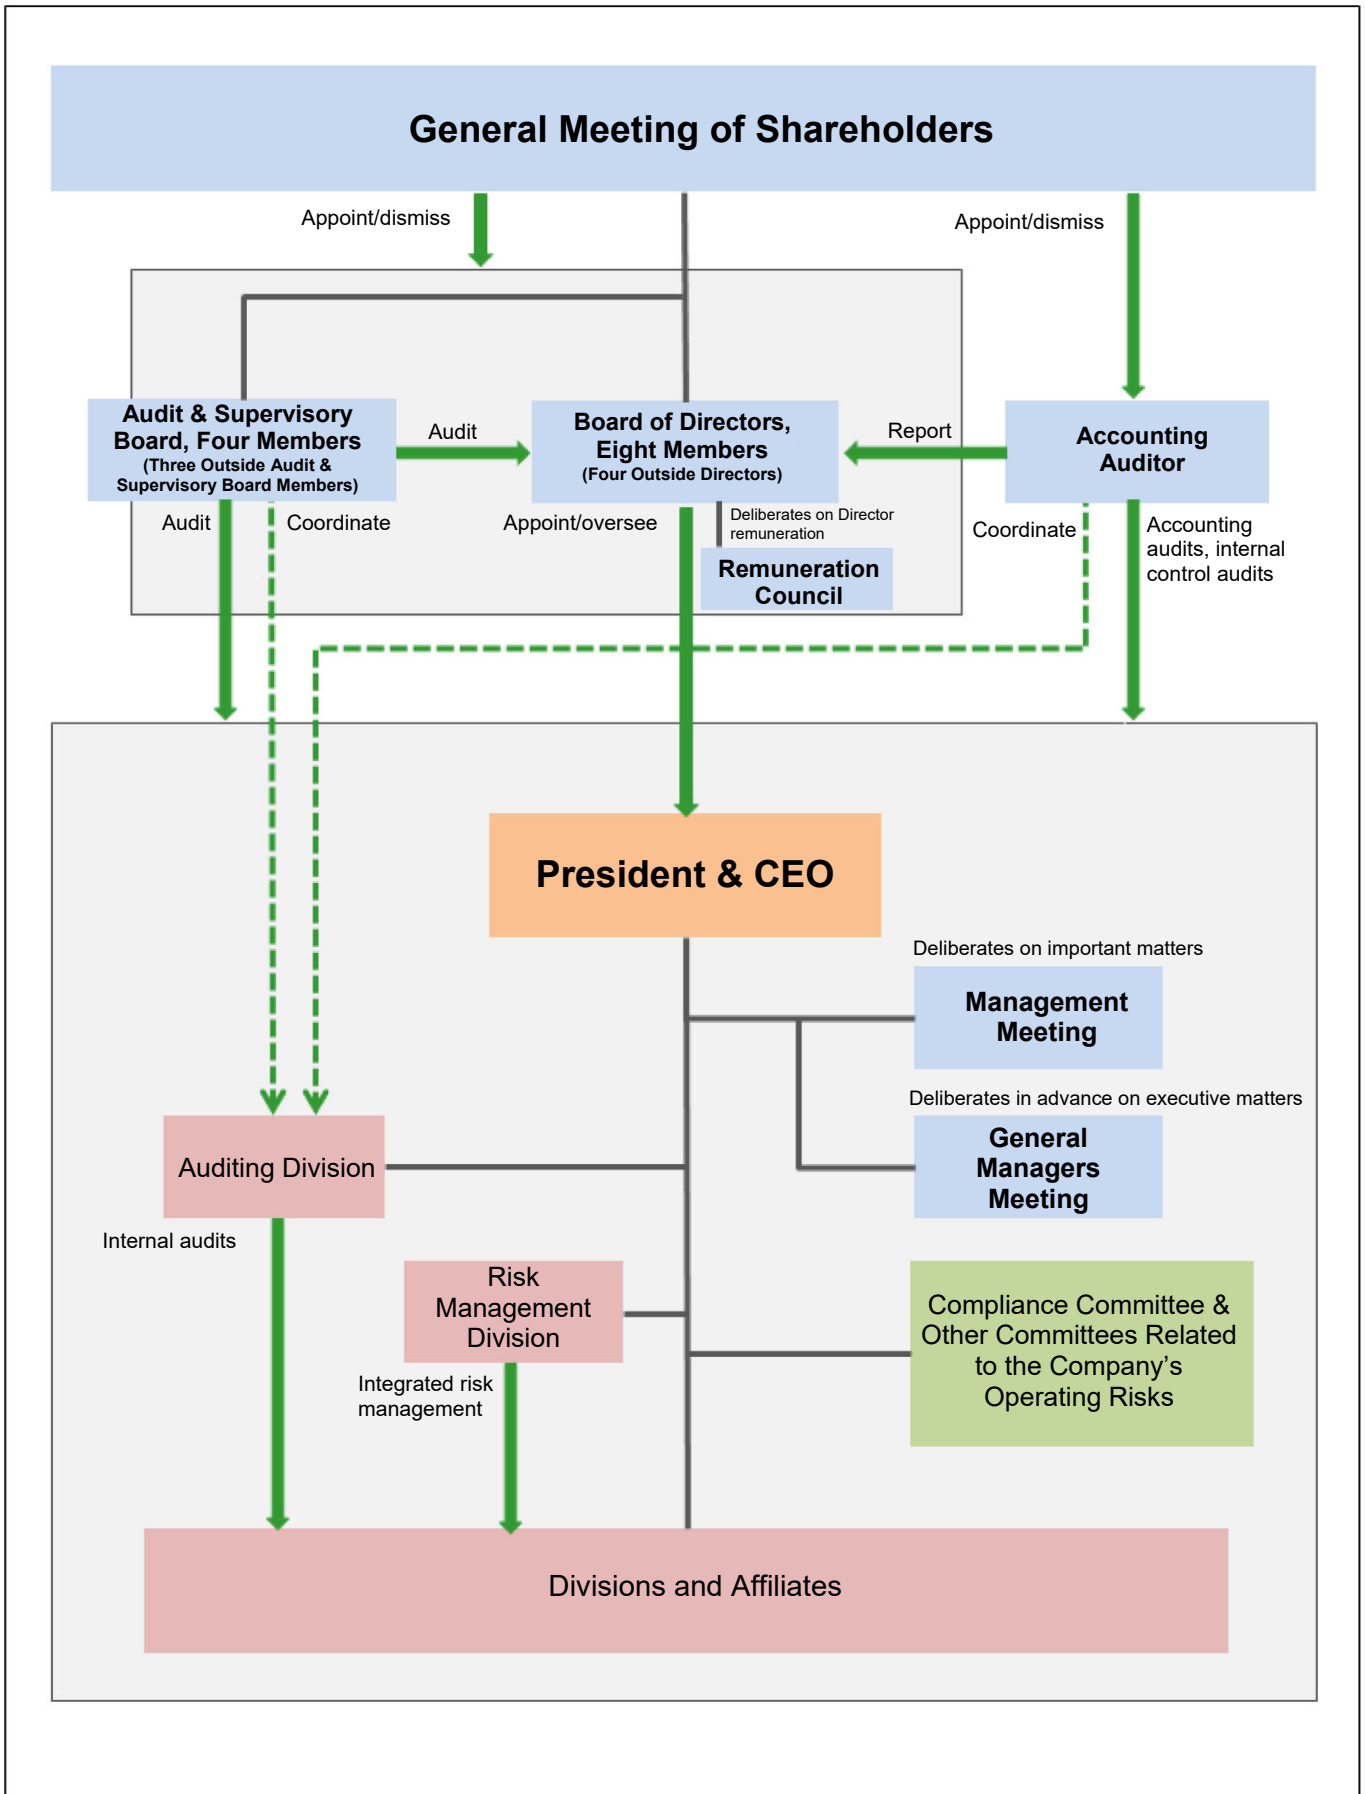 General Meeting of Shareholders
Appoint/dismiss
Appoint/dismiss
Audit & Supervisory
Board, Four Members
(Three Outside Audit &
Supervisory Board Members)
Audit
Board of Directors,
Eight Members
(Four Outside Directors)
Report
Accounting
Auditor
Audit
Coordinate
Appoint/oversee
Deliberates on Director
remuneration
Remuneration
Council
Coordinate
Accounting
audits, internal
control audits
President & CEO
Deliberates on important matters
Management
Meeting
Deliberates in advance on executive matters
General
Managers
Meeting
Auditing Division
Internal audits
Risk
Management
Division
Integrated risk
management
Compliance Committee &
Other Committees Related
to the Company’s
Operating Risks
Divisions and Affiliates